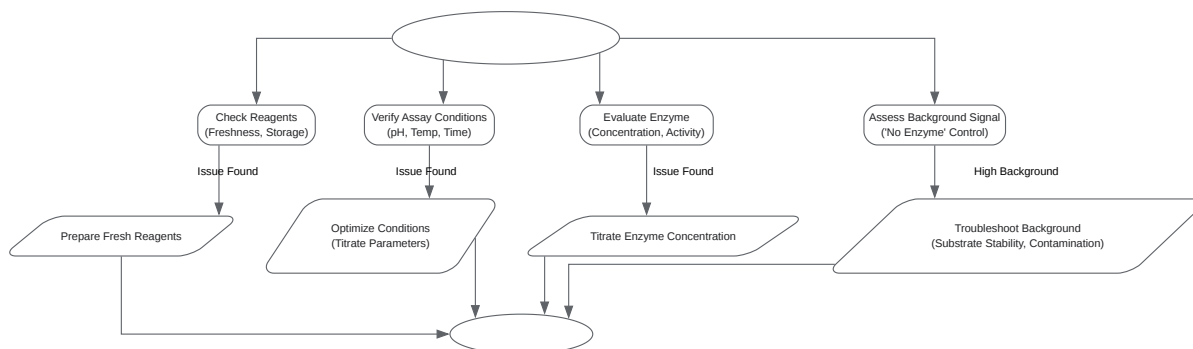 Check Reagents
(Freshness, Storage)
Verify Assay Conditions
(pH, Temp, Time)
Evaluate Enzyme
(Concentration, Activity)
Assess Background Signal
('No Enzyme' Control)
Issue Found
Issue Found
Issue Found
High Background
Prepare Fresh Reagents
Optimize Conditions
(Titrate Parameters)
Titrate Enzyme Concentration
Troubleshoot Background
(Substrate Stability, Contamination)